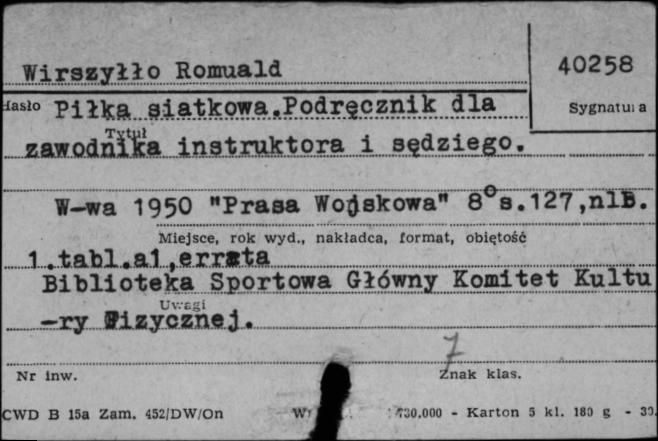 Wirszyłło Romuald
40258
Hasło Piłka siatkowa.Podręcznik dla
Sygnatura
Tytuł
zawodnika instruktora i sędziego.
W-wa 1950 "Prasa Wojskowa" 8° s.127,nlB.
Miejsce, rok wyd., nakładca, format, objętość
1.tabl.al,errata
Biblioteka Sportowa Główny Komitet Kultu
Uwagi
-ry Fizycznej.
7
Nr inw.
Znak klas.
CWD B 15a Zam. 452/DW/On
730.000 - Karton 5 kl. 180 g - 30.